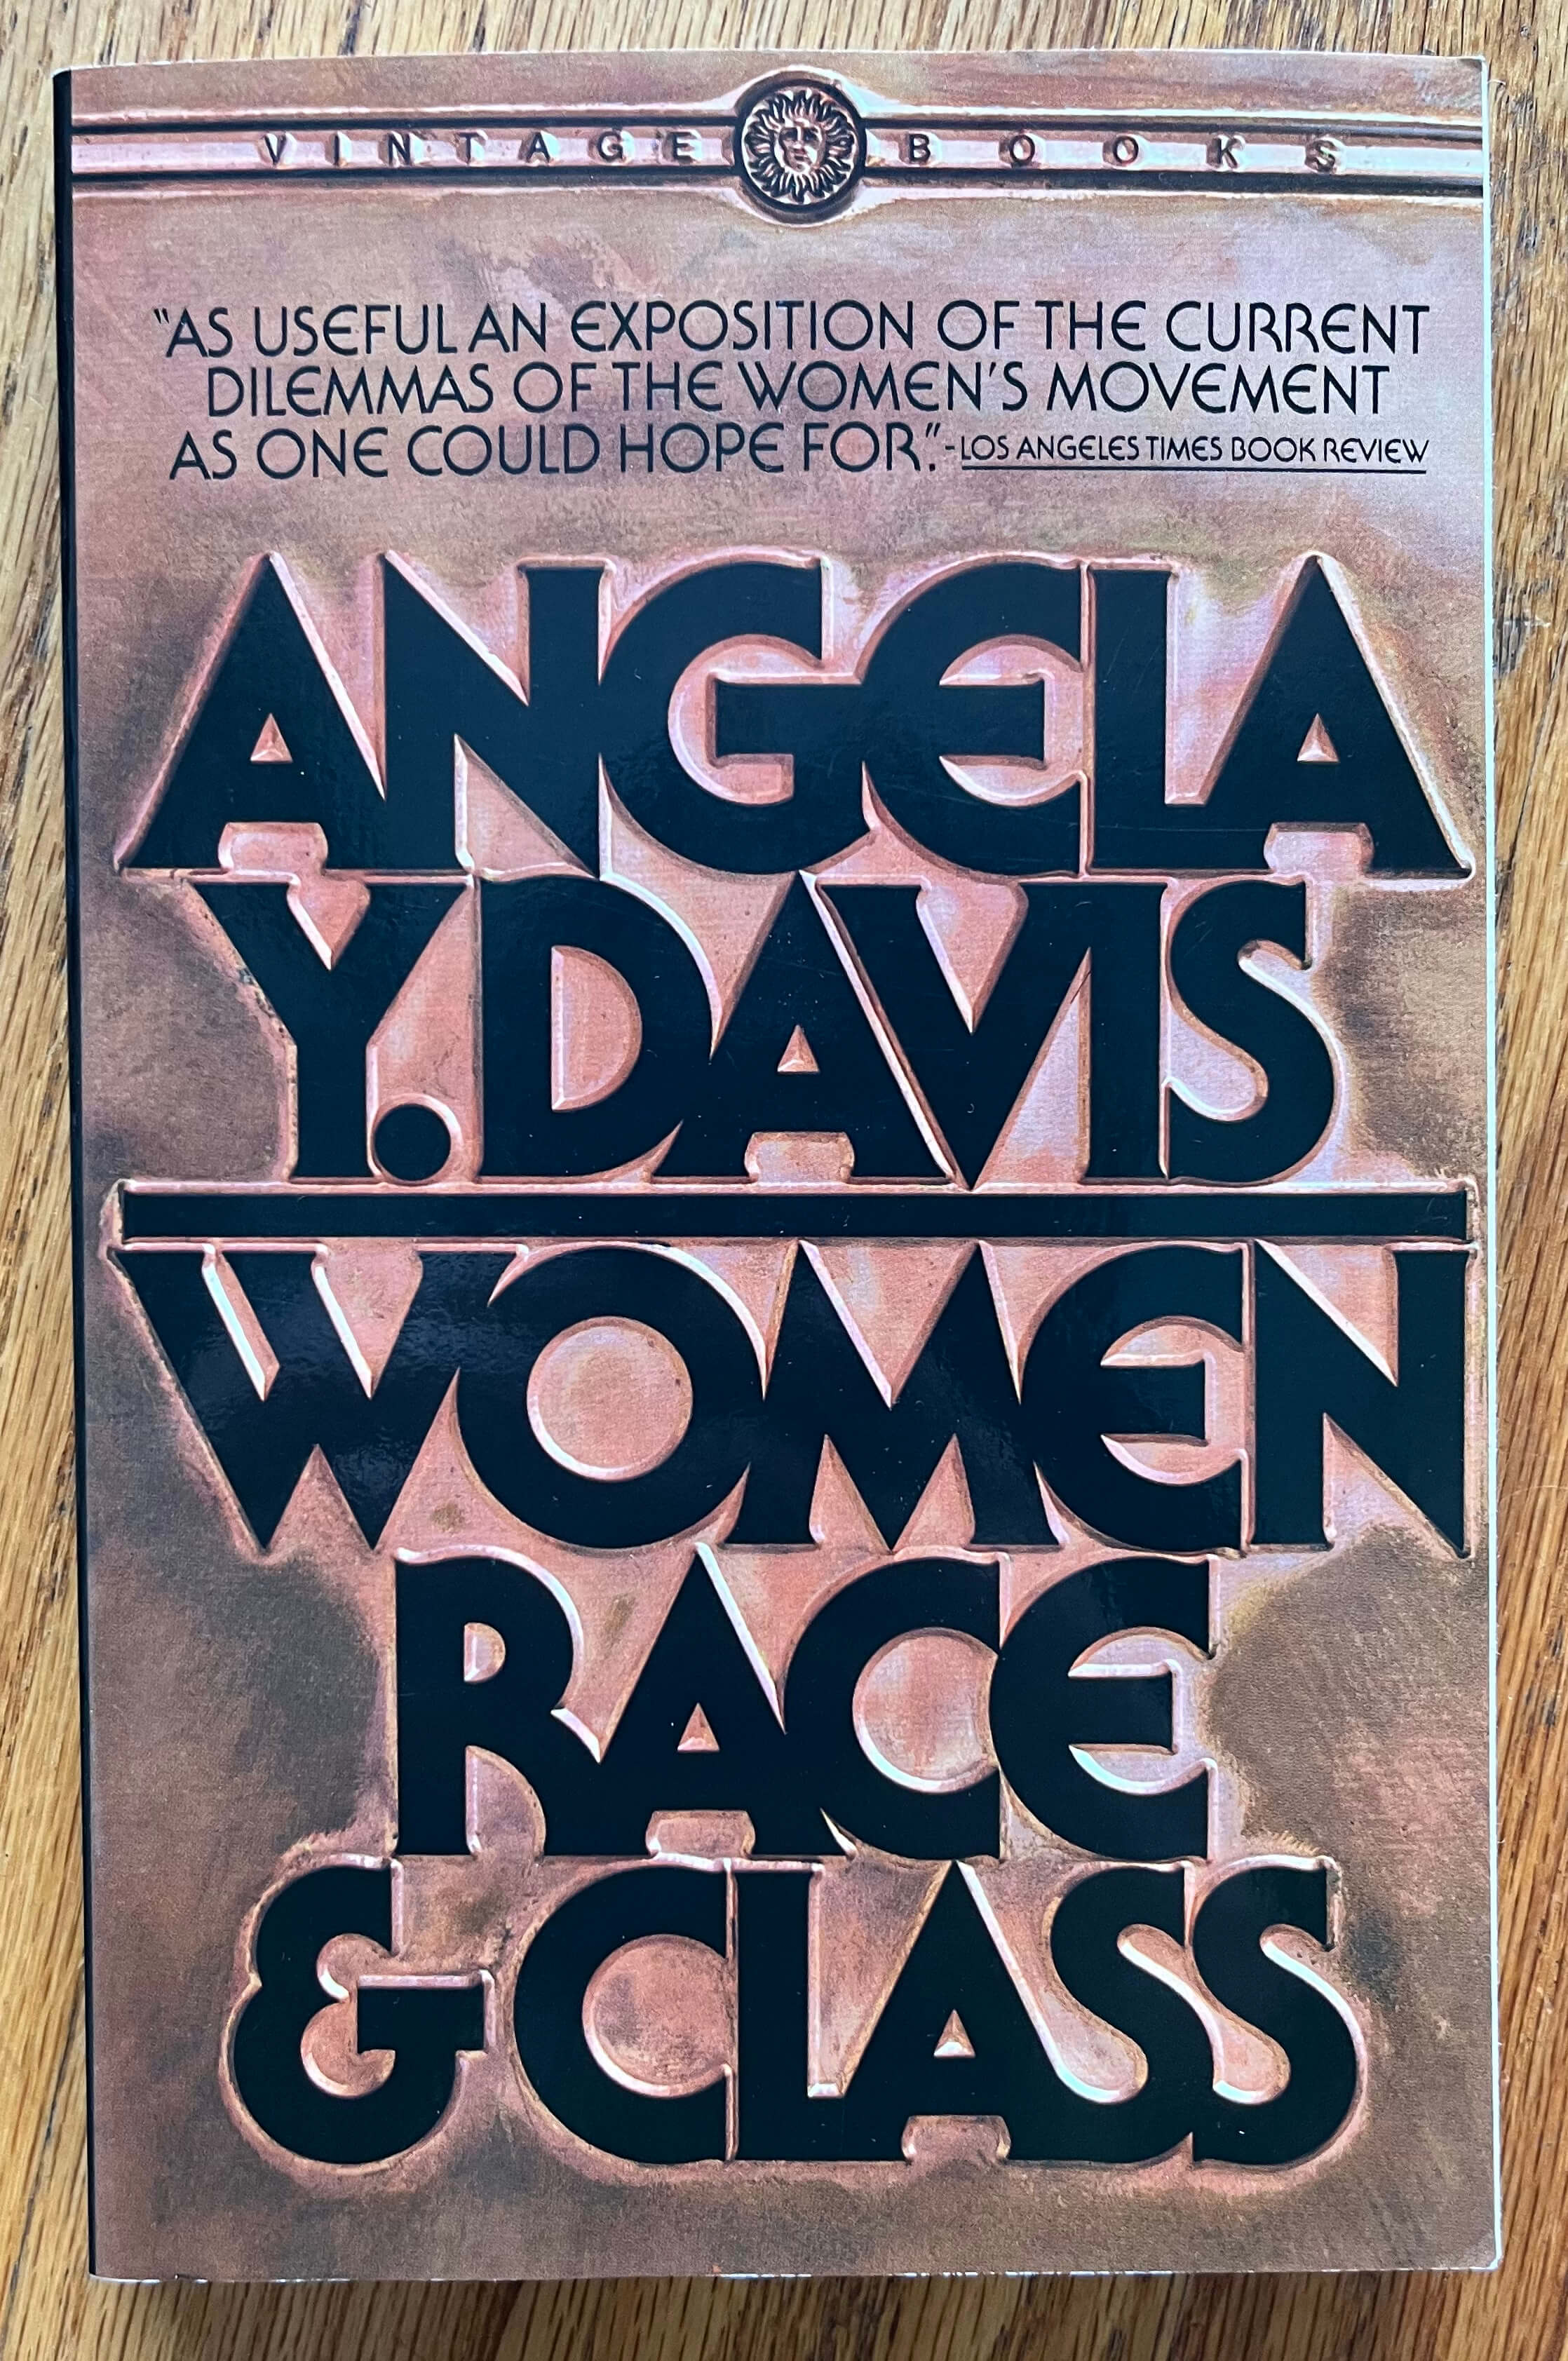 VINTAGE BOOKS
"AS USEFUL AN EXPOSITION OF THE CURRENT
DILEMMAS OF THE WOMEN'S MOVEMENT
AS ONE COULD HOPE FOR."-LOS ANGELES TIMES BOOK REVIEW
ANGELA
Y. DAVIS
WOMEN
RACE
& CLASS